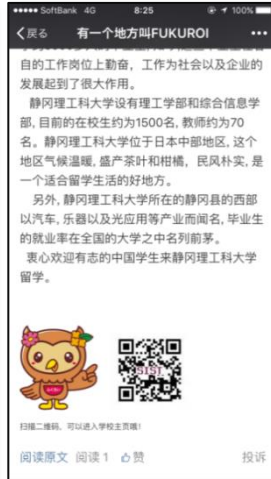 SoftBank 4G 8:25 100%
く戻る 有一个地方叫FUKUROI
自的工作岗位上勤奋，工作为社会以及企业的
发展起到了很大作用。
静冈理工科大学设有理工学部和综合信息学
部, 目前的在校生约为1500名, 教师约为70
名。静冈理工科大学位于日本中部地区, 这个
地区气候温暖, 盛产茶叶和柑橘，民风朴实, 是
一个适合留学生活的好地方。
另外, 静冈理工科大学所在的静冈县的西部
以汽车, 乐器以及光应用等产业而闻名, 毕业生
的就业率在全国的大学之中名列前茅。
衷心欢迎有志的中国学生来静冈理工科大学
留学。
SIST
扫描二维码，可以进入学校主页哦！
阅读原文 阅读 1 赞 投诉